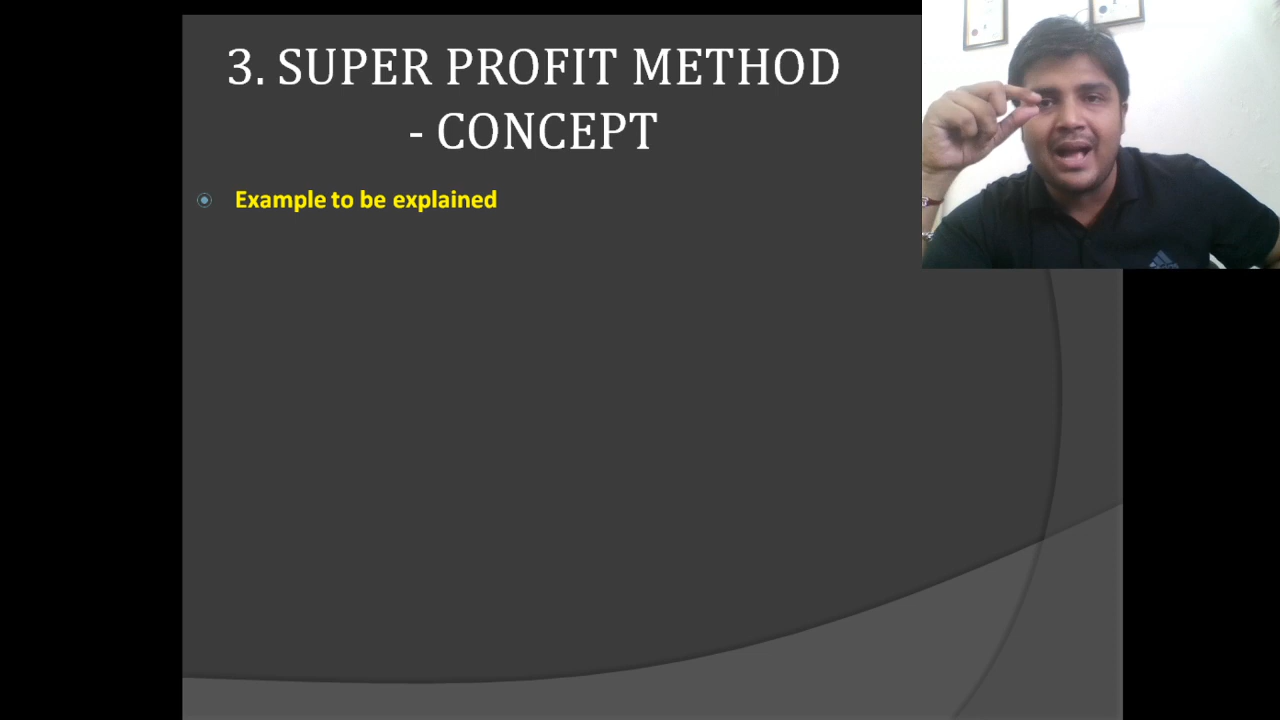 3. SUPER PROFIT METHOD
- CONCEPT
Example to be explained